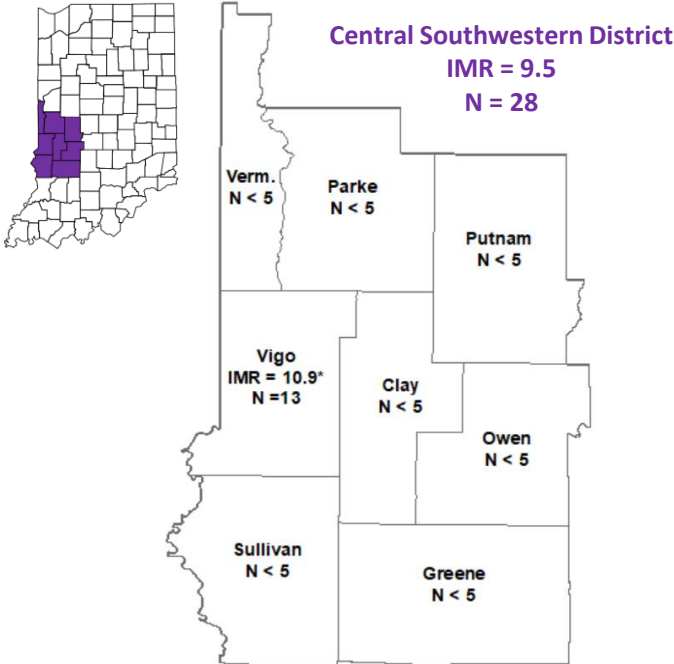 Central Southwestern District
IMR = 9.5
N = 28
Verm.
N < 5
Parke
N < 5
Putnam
N < 5
Vigo
IMR = 10.9*
N =13
Clay
N < 5
Owen
N < 5
Sullivan
N < 5
Greene
N < 5